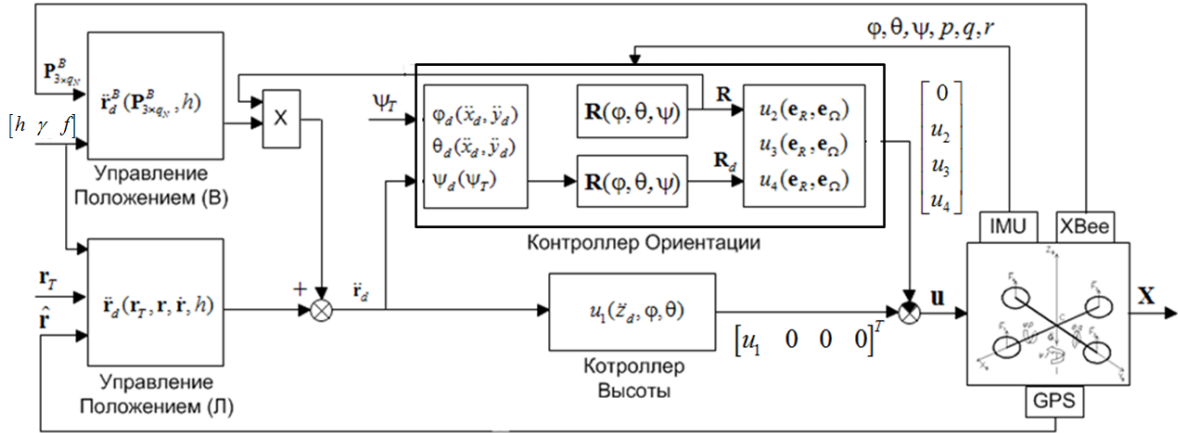 φ, θ, ψ, p, q, r
P^B_{3×q_N}
r̈^B_d(P^B_{3×q_N}, h)
[h γ f]
X
Управление
Положением (В)
Ψ_T
φ_d(ẍ_d, ÿ_d)
θ_d(ẍ_d, ÿ_d)
ψ_d(ψ_T)
R(φ, θ, ψ)
R
R(φ, θ, ψ)
R_d
u_2(e_R, e_Ω)
u_3(e_R, e_Ω)
u_4(e_R, e_Ω)
0
u_2
u_3
u_4
Контроллер Ориентации
IMU
XBee
r_T
r̂
r̈_d(r_T, r, ṙ, h)
+
r̈_d
u_1(z̈_d, φ, θ)
[u_1 0 0 0]^T
u
X
Управление
Положением (Л)
Котроллер
Высоты
GPS